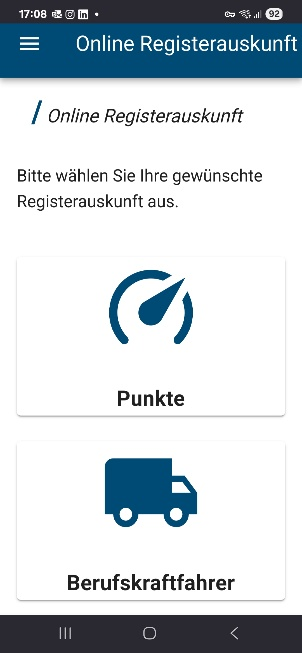 17:08
92
Online Registerauskunft
Online Registerauskunft
Bitte wählen Sie Ihre gewünschte
Registerauskunft aus.
Punkte
Berufskraftfahrer